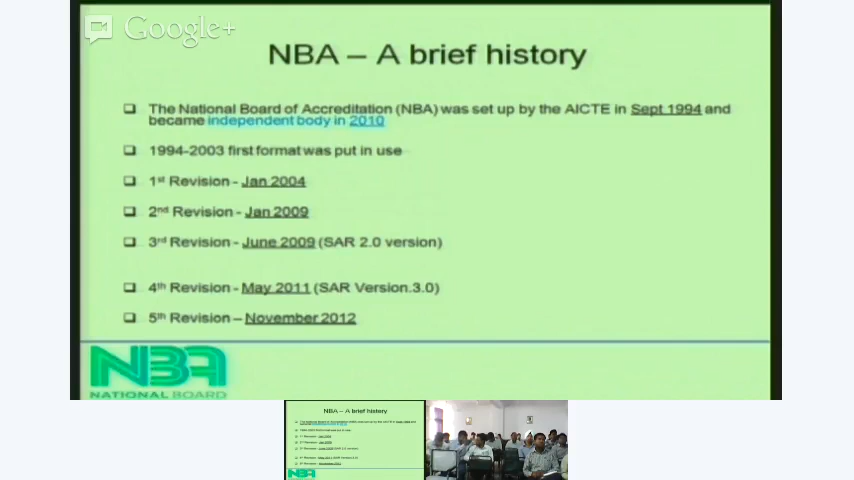 Google+
NBA – A brief history
❑ The National Board of Accreditation (NBA) was set up by the AICTE in Sept 1994 and
became independent body in 2010
❑ 1994-2003 first format was put in use
❑ 1st Revision - Jan 2004
❑ 2nd Revision - Jan 2009
❑ 3rd Revision - June 2009 (SAR 2.0 version)
❑ 4th Revision - May 2011 (SAR Version.3.0)
❑ 5th Revision – November 2012
NBA
NATIONAL BOARD
NBA – A brief history
NBA